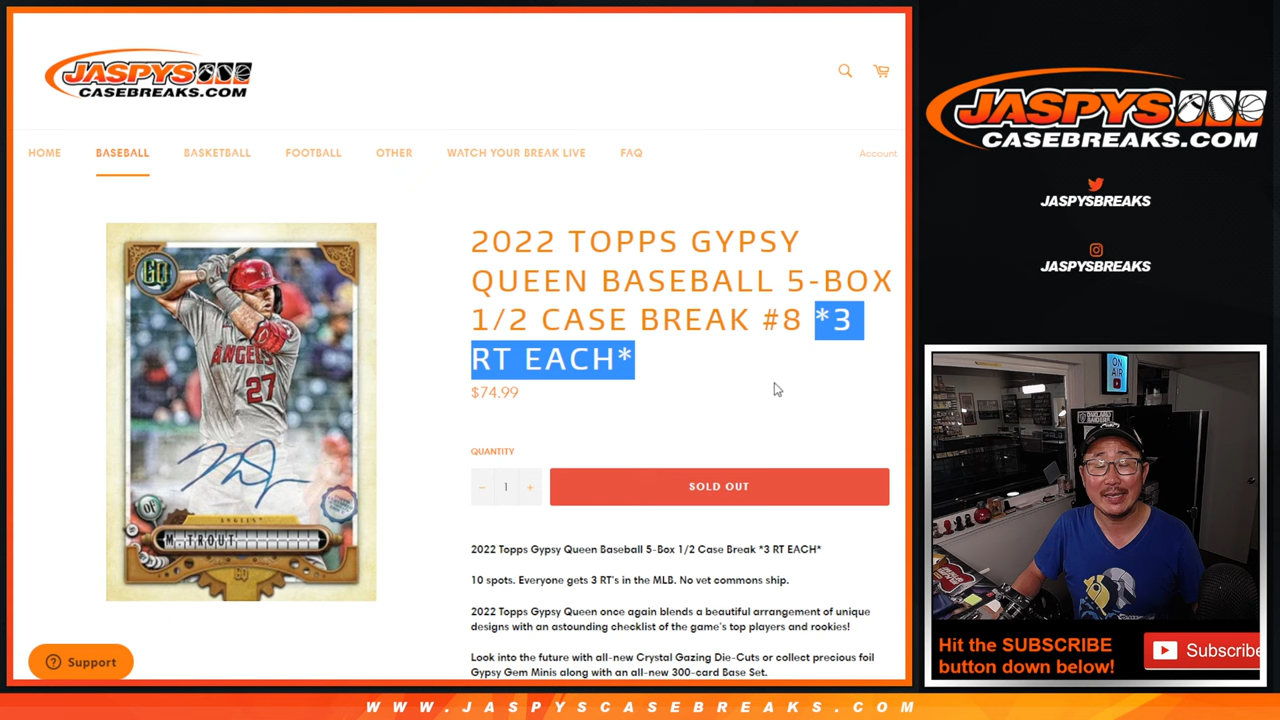 JASPYS
CASEBREAKS.COM
HOME
BASEBALL
BASKETBALL
FOOTBALL
OTHER
WATCH YOUR BREAK LIVE
FAQ
Account
GQ
ANGELS
27
OF
ANGELS
M. TROUT
GQ
2022 TOPPS GYPSY
QUEEN BASEBALL 5-BOX
1/2 CASE BREAK #8 *3
RT EACH*
$74.99
QUANTITY
− 1 +
SOLD OUT
2022 Topps Gypsy Queen Baseball 5-Box 1/2 Case Break *3 RT EACH*
10 spots. Everyone gets 3 RT's in the MLB. No vet commons ship.
2022 Topps Gypsy Queen once again blends a beautiful arrangement of unique
designs with an astounding checklist of the game's top players and rookies!
Look into the future with all-new Crystal Gazing Die-Cuts or collect precious foil
Gypsy Gem Minis along with an all-new 300-card Base Set.
Support
JASPYS
CASEBREAKS.COM
JASPYSBREAKS
JASPYSBREAKS
ON
AIR
Hit the SUBSCRIBE
button down below!
Subscribe
WWW.JASPYSCASEBREAKS.COM